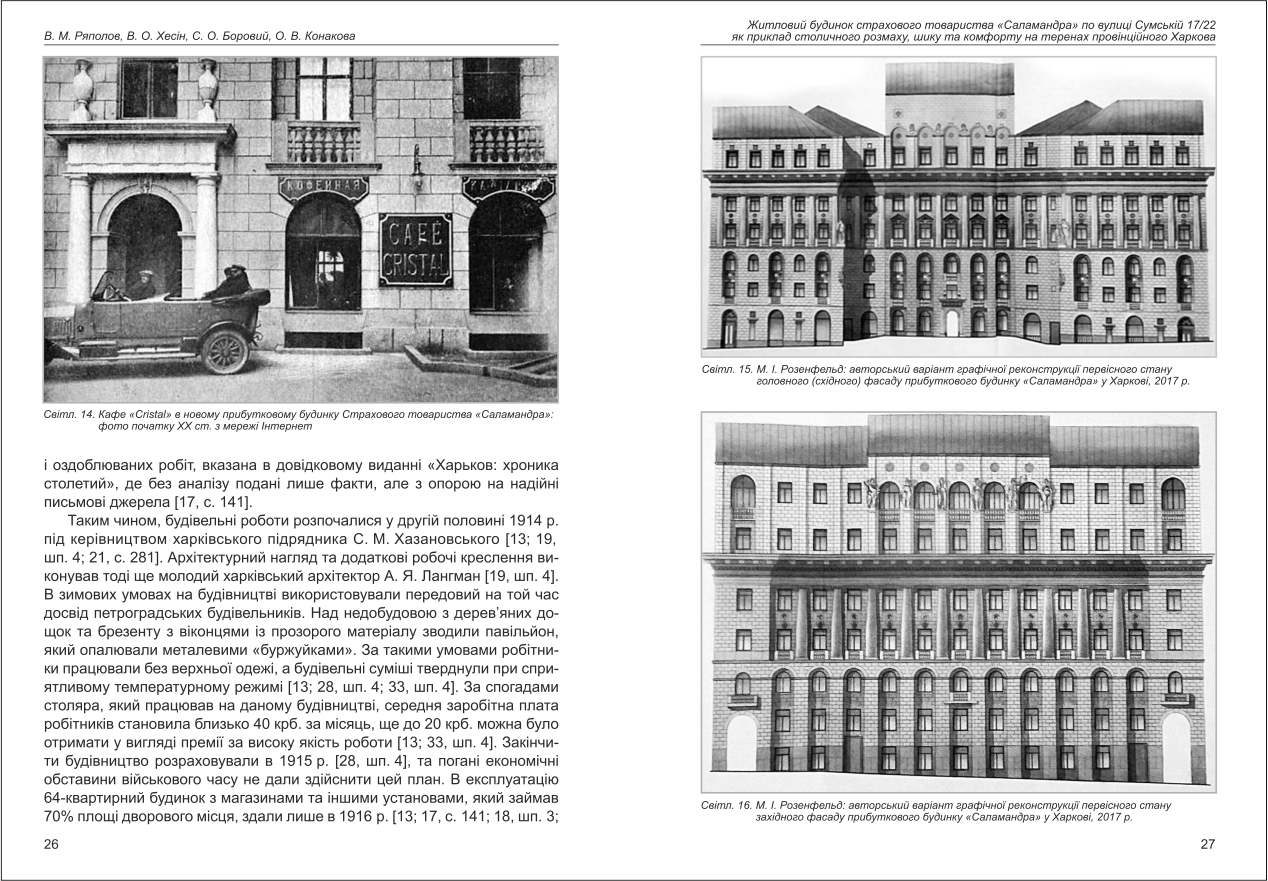 В. М. Ряполов, В. О. Хесін, С. О. Боровий, О. В. Конакова
КОФЕЙНАЯ
CAFÉ
CRISTAL
Світл. 14. Кафе «Cristal» в новому прибутковому будинку Страхового товариства «Саламандра»:
фото початку ХХ ст. з мережі Інтернет
і оздоблюваних робіт, вказана в довідковому виданні «Харьков: хроника
столетий», де без аналізу подані лише факти, але з опорою на надійні
письмові джерела [17, с. 141].
Таким чином, будівельні роботи розпочалися у другій половині 1914 р.
під керівництвом харківського підрядника С. М. Хазановського [13; 19,
шп. 4; 21, с. 281]. Архітектурний нагляд та додаткові робочі креслення ви-
конував тоді ще молодий харківський архітектор А. Я. Лангман [19, шп. 4].
В зимових умовах на будівництві використовували передовий на той час
досвід петроградських будівельників. Над недобудовою з дерев’яних до-
щок та брезенту з віконцями із прозорого матеріалу зводили павільйон,
який опалювали металевими «буржуйками». За такими умовами робітни-
ки працювали без верхньої одежі, а будівельні суміші тверднули при спри-
ятливому температурному режимі [13; 28, шп. 4; 33, шп. 4]. За спогадами
столяра, який працював на даному будівництві, середня заробітна плата
робітників становила близько 40 крб. за місяць, ще до 20 крб. можна було
отримати у вигляді премії за високу якість роботи [13; 33, шп. 4]. Закінчи-
ти будівництво розраховували в 1915 р. [28, шп. 4], та погані економічні
обставини військового часу не дали здійснити цей план. В експлуатацію
64-квартирний будинок з магазинами та іншими установами, який займав
70% площі дворового місця, здали лише в 1916 р. [13; 17, с. 141; 18, шп. 3;
26
Житловий будинок страхового товариства «Саламандра» по вулиці Сумській 17/22
як приклад столичного розмаху, шику та комфорту на теренах провінційного Харкова
Світл. 15. М. І. Розенфельд: авторський варіант графічної реконструкції первісного стану
головного (східного) фасаду прибуткового будинку «Саламандра» у Харкові, 2017 р.
Світл. 16. М. І. Розенфельд: авторський варіант графічної реконструкції первісного стану
західного фасаду прибуткового будинку «Саламандра» у Харкові, 2017 р.
27